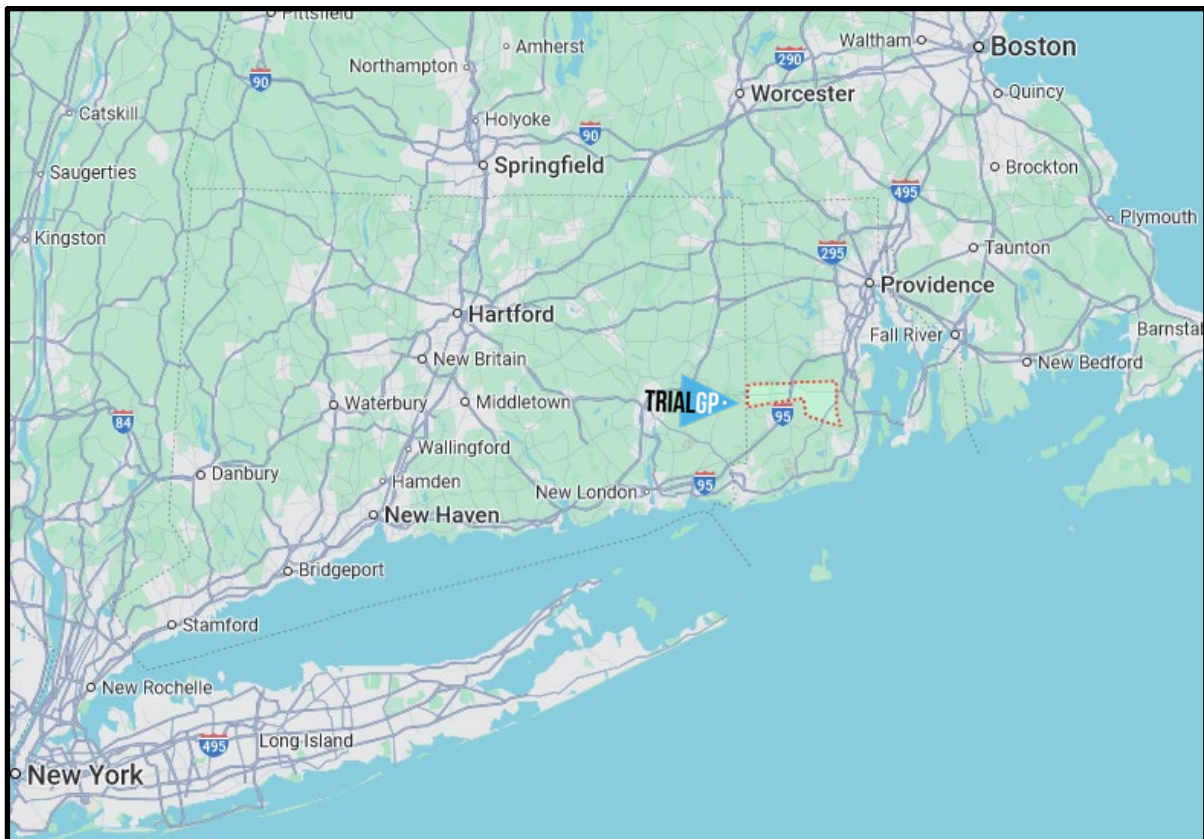 Pittsfield
Amherst
Waltham
Boston
Northampton
290
90
Worcester
Quincy
Catskill
Holyoke
90
Springfield
Brockton
Saugerties
495
Plymouth
Kingston
Taunton
295
Providence
Hartford
Fall River
Barnstab
New Britain
New Bedford
TRIALGP
Waterbury
Middletown
95
84
Wallingford
Danbury
Hamden
New London
95
New Haven
Bridgeport
Stamford
New Rochelle
495
Long Island
New York